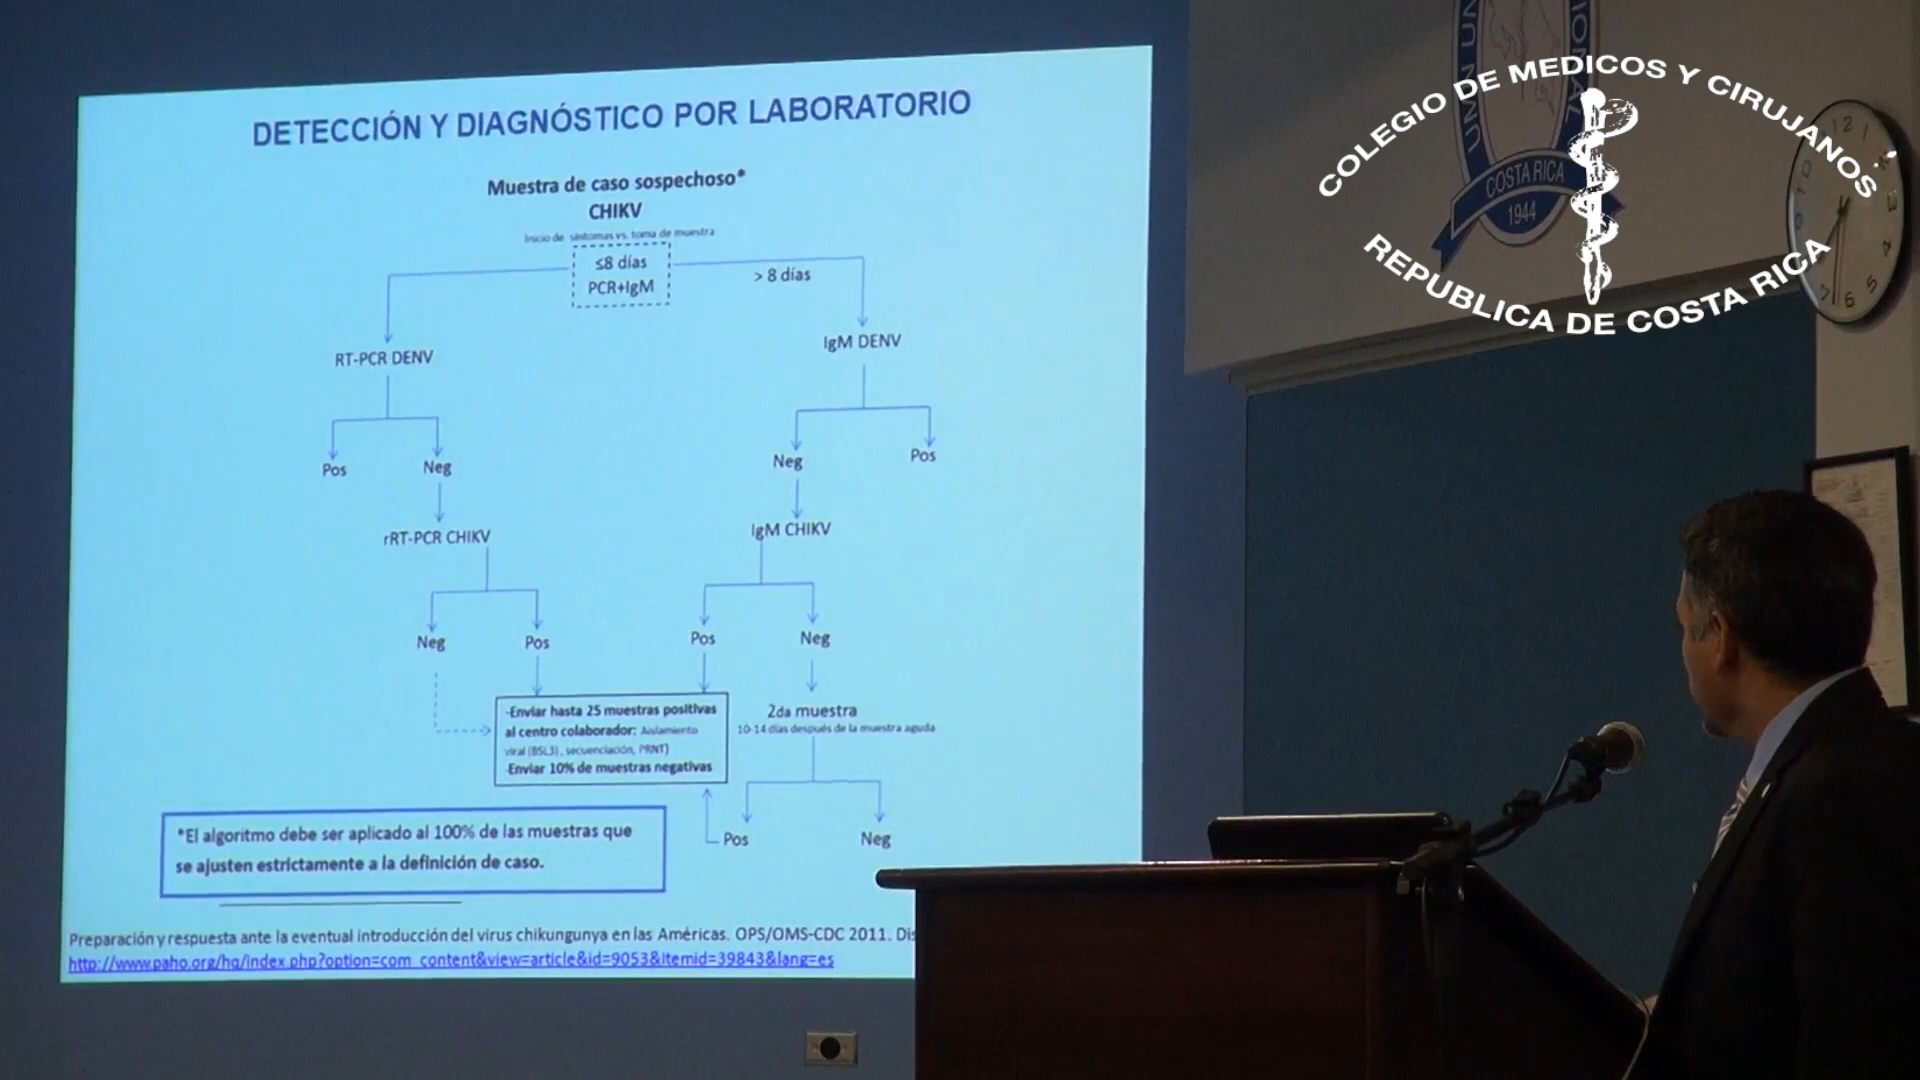 DETECCIÓN Y DIAGNÓSTICO POR LABORATORIO
Muestra de caso sospechoso*
CHIKV
Inicio de síntomas vs. toma de muestra
≤8 días
PCR+IgM
> 8 días
RT-PCR DENV
IgM DENV
Pos
Neg
Neg
Pos
rRT-PCR CHIKV
IgM CHIKV
Neg
Pos
Pos
Neg
-Enviar hasta 25 muestras positivas
al centro colaborador: Aislamiento
viral (BSL3), secuenciación, PRNT)
-Enviar 10% de muestras negativas
2da muestra
10-14 días después de la muestra aguda
Pos
Neg
*El algoritmo debe ser aplicado al 100% de las muestras que
se ajusten estrictamente a la definición de caso.
Preparación y respuesta ante la eventual introducción del virus chikungunya en las Américas. OPS/OMS-CDC 2011. Dis
http://www.paho.org/hq/index.php?option=com_content&view=article&id=9053&Itemid=39843&lang=es
COLEGIO DE MEDICOS Y CIRUJANOS
REPUBLICA DE COSTA RICA
COSTA RICA
1944